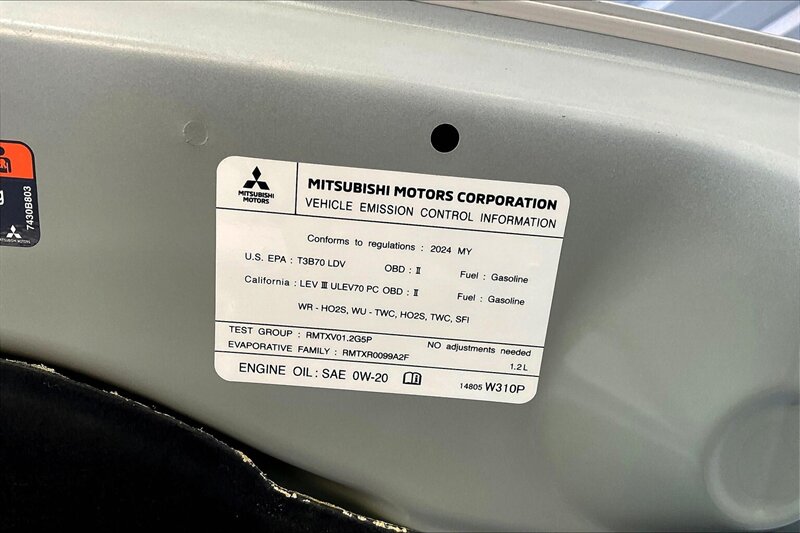 g
7430B803
MITSUBISHI
MITSUBISHI
MOTORS
MITSUBISHI MOTORS CORPORATION
VEHICLE EMISSION CONTROL INFORMATION
Conforms to regulations : 2024 MY
U.S. EPA : T3B70 LDV OBD : II Fuel : Gasoline
California : LEV III ULEV70 PC OBD : II Fuel : Gasoline
WR - HO2S, WU - TWC, HO2S, TWC, SFI
TEST GROUP : RMTXV01.2G5P No adjustments needed
EVAPORATIVE FAMILY : RMTXR0099A2F 1.2 L
ENGINE OIL : SAE 0W-20 14805 W310P